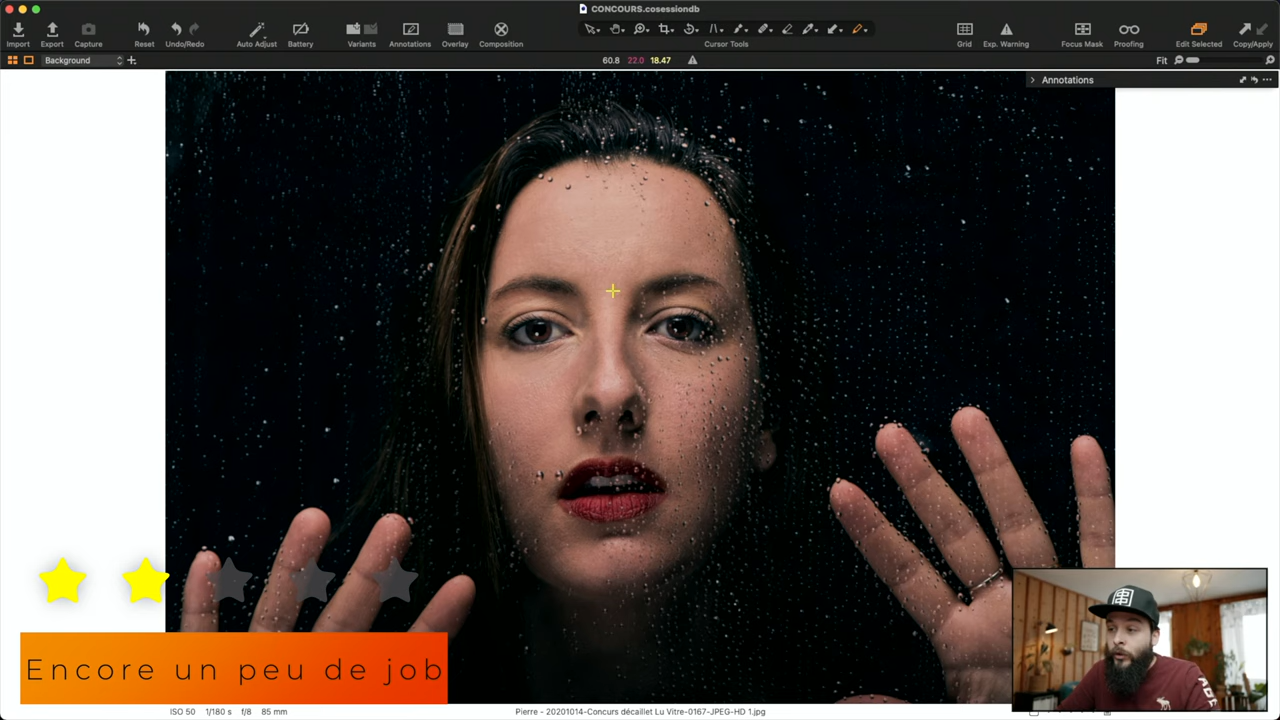 CONCOURS.cosessiondb
Import
Export
Capture
Reset
Undo/Redo
Auto Adjust
Battery
Variants
Annotations
Overlay
Composition
Cursor Tools
Grid
Exp. Warning
Focus Mask
Proofing
Edit Selected
Copy/Apply
Background
60.8 22.0 18.47
Fit
Annotations
Encore un peu de job
ISO 50 1/180 s f/8 85 mm
Pierre - 20201014-Concurs décaillet Lu Vitre-0167-JPEG-HD 1.jpg